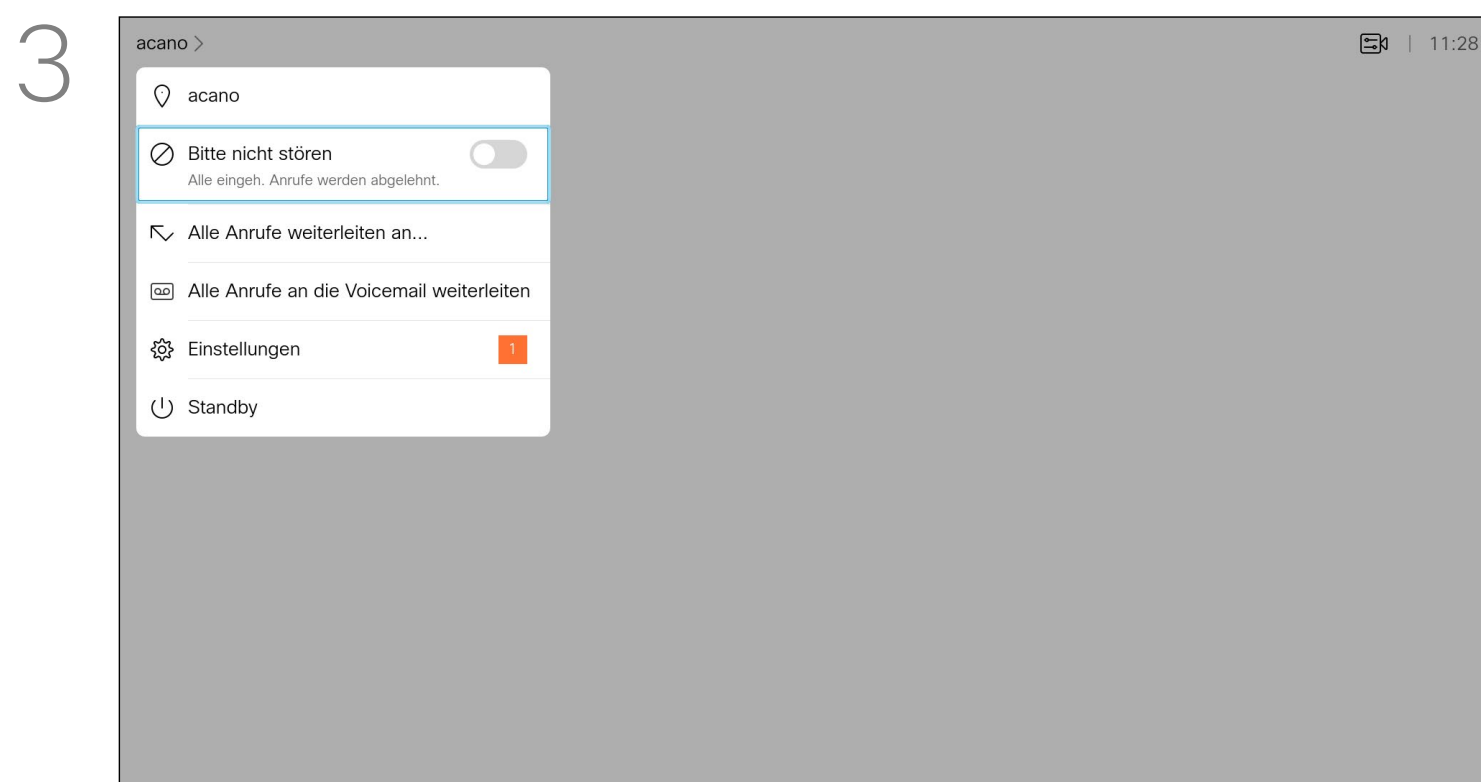 3
acano >
11:28
acano
Bitte nicht stören
Alle eingeh. Anrufe werden abgelehnt.
Alle Anrufe weiterleiten an...
Alle Anrufe an die Voicemail weiterleiten
Einstellungen 1
Standby